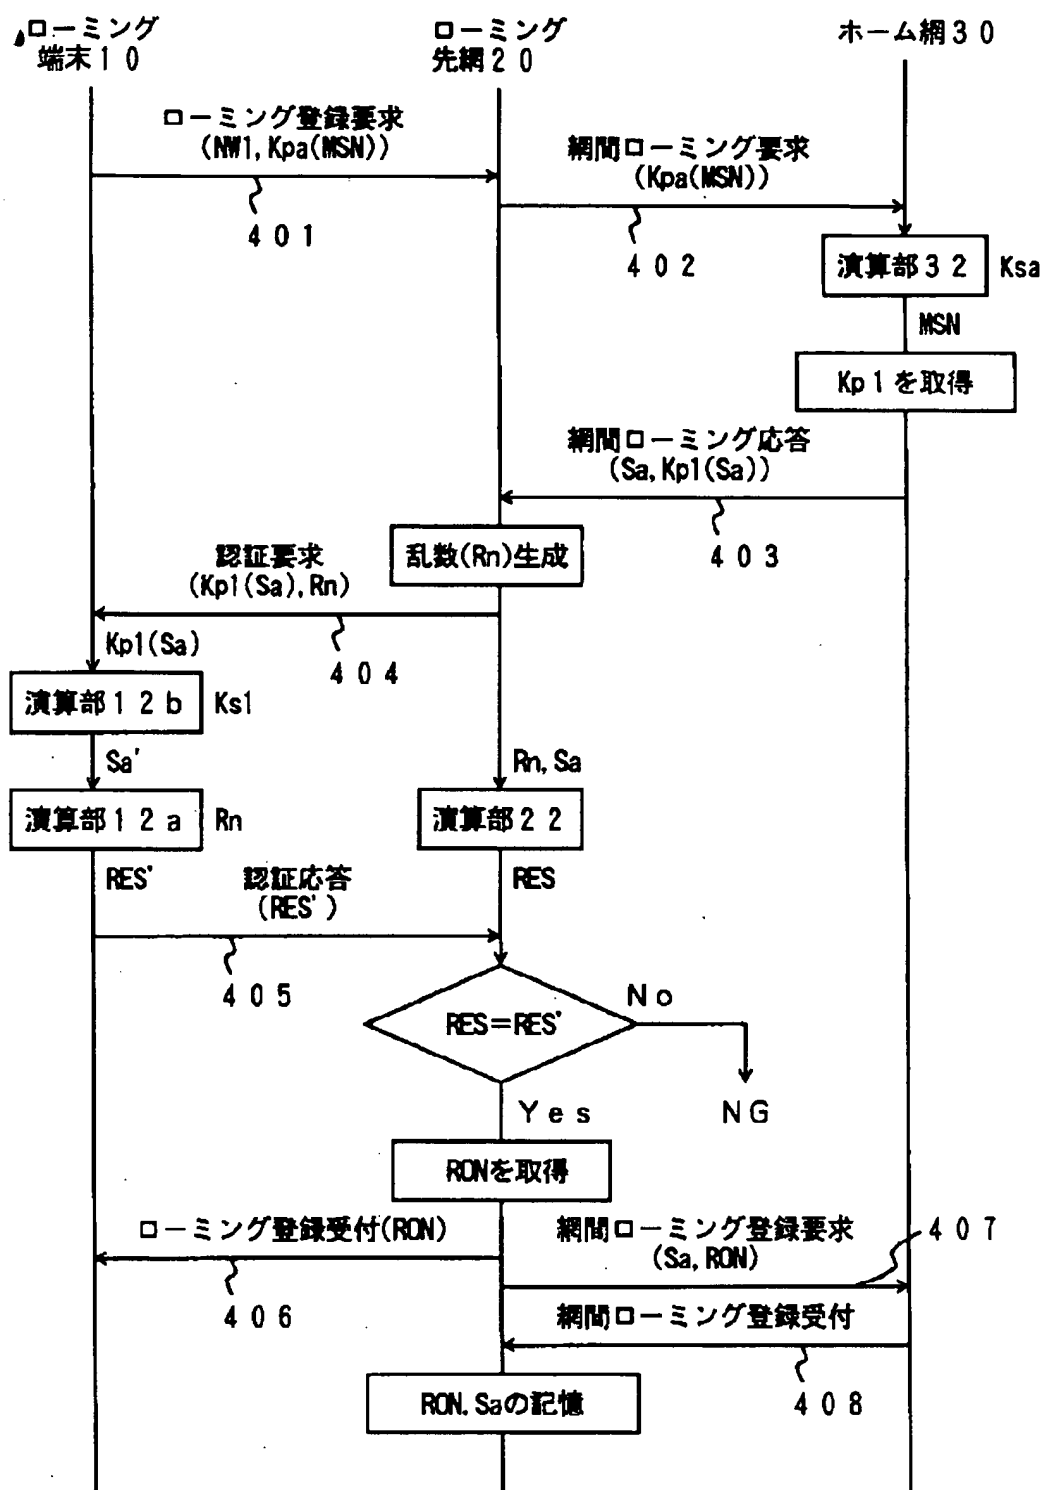 ローミング
端末10
ローミング
先網20
ホーム網30
ローミング登録要求
(NW1,Kpa(MSN))
網間ローミング要求
(Kpa(MSN))
401
402
演算部32
Ksa
MSN
Kp1を取得
網間ローミング応答
(Sa,Kp1(Sa))
403
乱数(Rn)生成
認証要求
(Kp1(Sa),Rn)
404
Kp1(Sa)
演算部12b
Ks1
Sa'
Rn,Sa
演算部12a
Rn
演算部22
RES'
RES
認証応答
(RES')
405
RES=RES'
No
NG
Yes
RONを取得
ローミング登録受付(RON)
406
網間ローミング登録要求
(Sa,RON)
407
網間ローミング登録受付
408
RON.Saの記憶